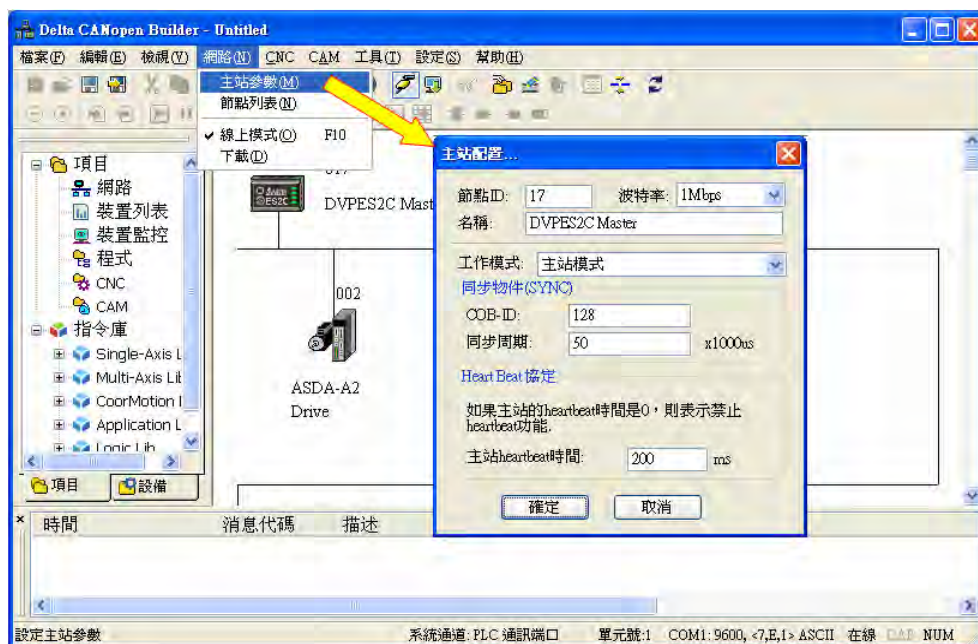 Delta CANopen Builder - Untitled
檔案(F) 編輯(E) 檢視(V) 網路(N) CNC CAM 工具(T) 設定(S) 幫助(H)
主站參數(M)
節點列表(N)
線上模式(O) F10
下載(D)
項目
網路
裝置列表
裝置監控
程式
CNC
CAM
指令庫
Single-Axis L
Multi-Axis Lib
CoorMotion
Application L
Logic Lib
項目 設備
DVPES2C Mast
002
ASDA-A2
Drive
主站配置...
節點ID: 17 波特率: 1Mbps
名稱: DVPES2C Master
工作模式: 主站模式
同步物件(SYNC)
COB-ID: 128
同步周期: 50 x1000us
Heart Beat 協定
如果主站的heartbeat時間是0，則表示禁止
heartbeat功能.
主站heartbeat時間: 200 ms
確定 取消
時間 消息代碼 描述
設定主站參數 系統通道: PLC 通訊端口 單元號:1 COM1: 9600, <7,E,1> ASCII 在線 CAP NUM